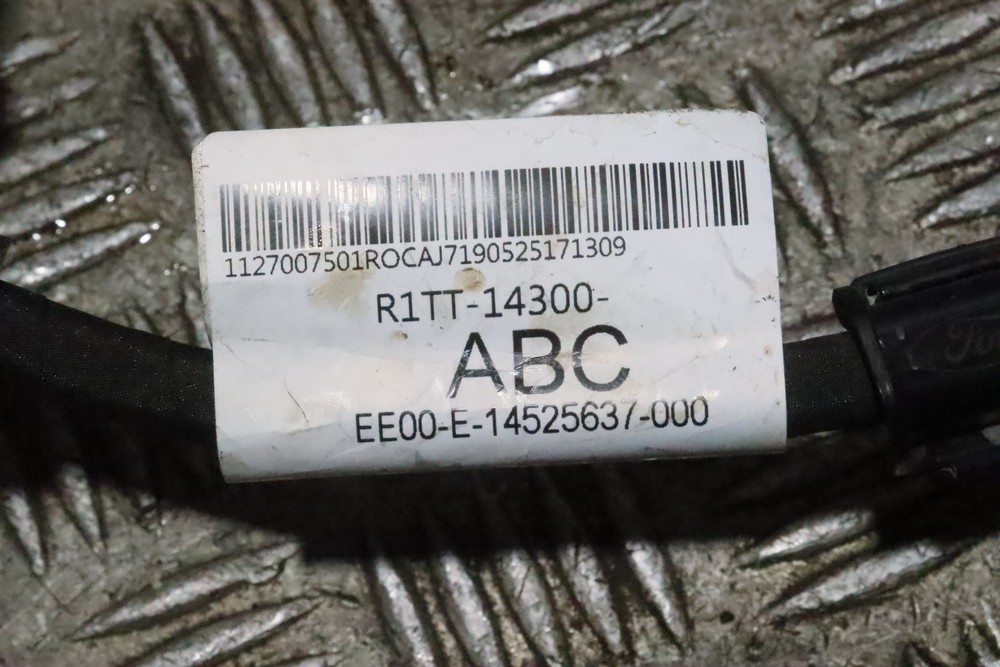 1127007501ROCAJ7190525171309
R1TT-14300-
ABC
EE00-E-14525637-000